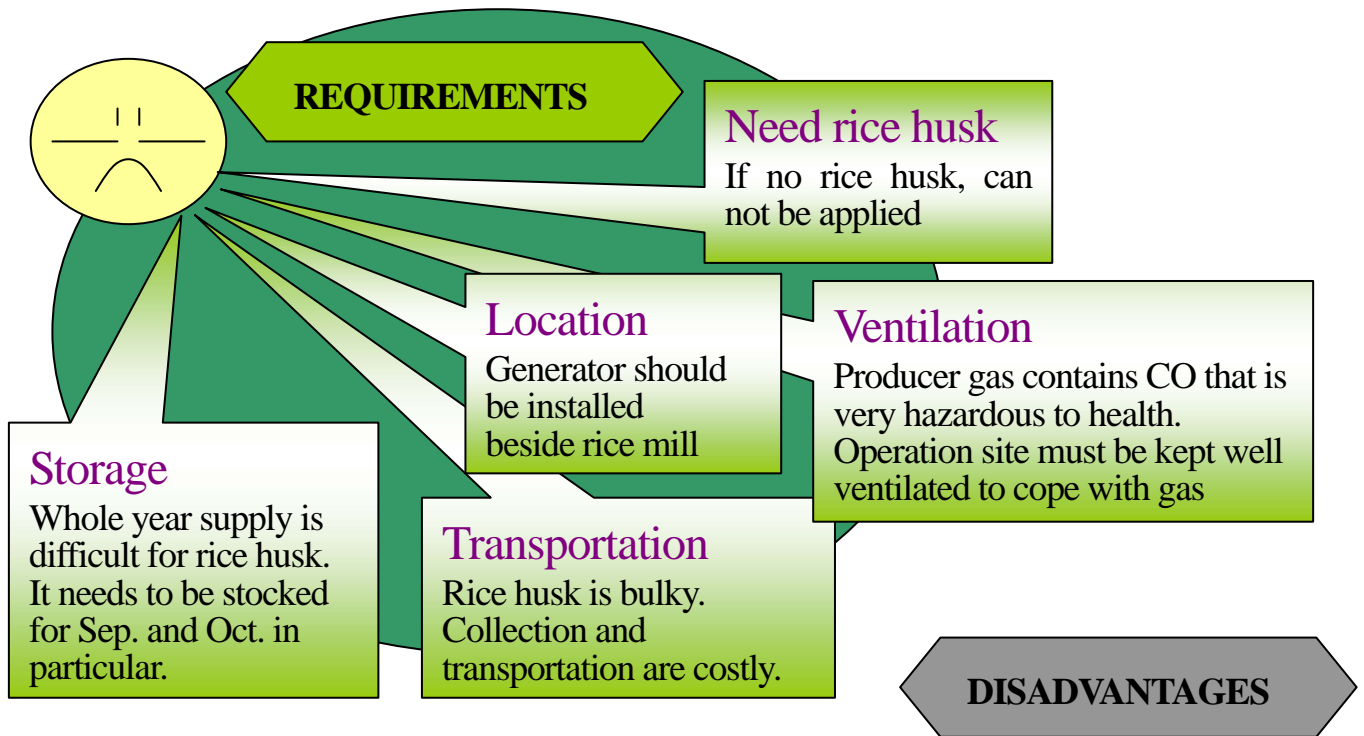 REQUIREMENTS
Need rice husk
If no rice husk, can
not be applied
Location
Generator should
be installed
beside rice mill
Ventilation
Producer gas contains CO that is
very hazardous to health.
Operation site must be kept well
ventilated to cope with gas
Storage
Whole year supply is
difficult for rice husk.
It needs to be stocked
for Sep. and Oct. in
particular.
Transportation
Rice husk is bulky.
Collection and
transportation are costly.
DISADVANTAGES